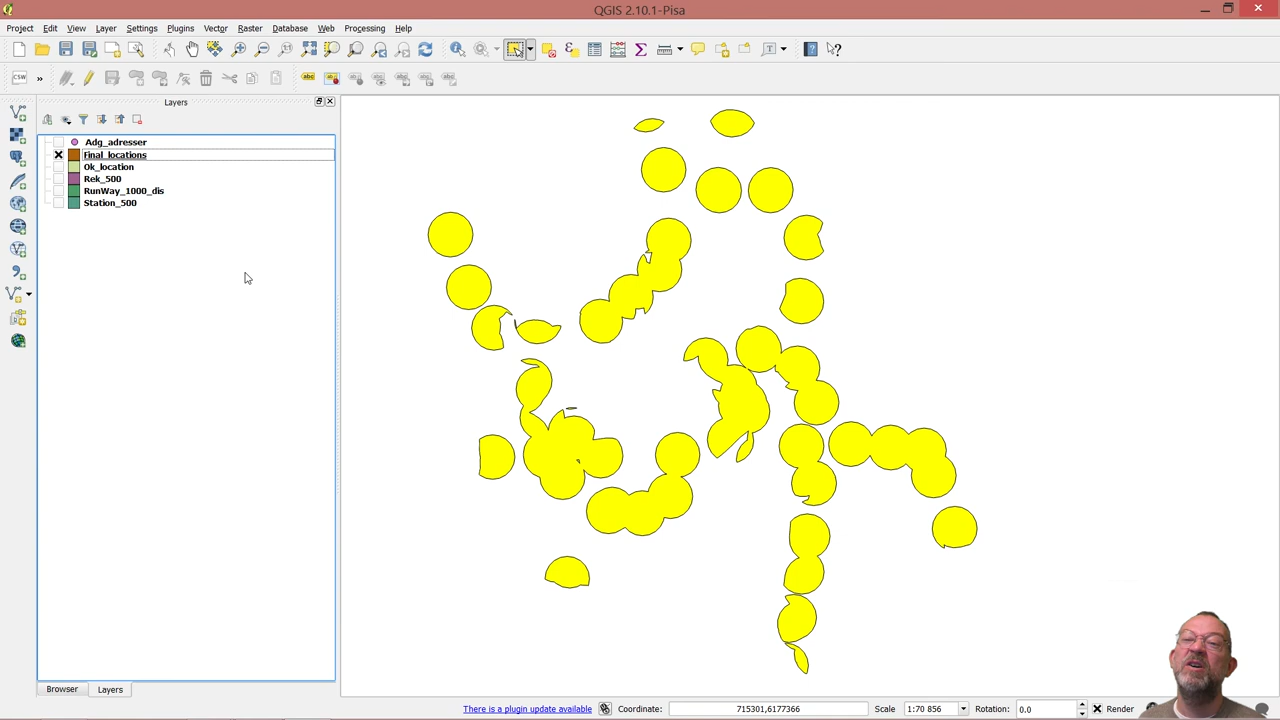 QGIS 2.10.1-Pisa
Project Edit View Layer Settings Plugins Vector Raster Database Web Processing Help
CSW » abc
Layers
Adg_adresser
Final_locations
Ok_location
Rek_500
RunWay_1000_dis
Station_500
Browser Layers
There is a plugin update available Coordinate: 715301,6177366 Scale 1:70 856 Rotation: 0.0 Render